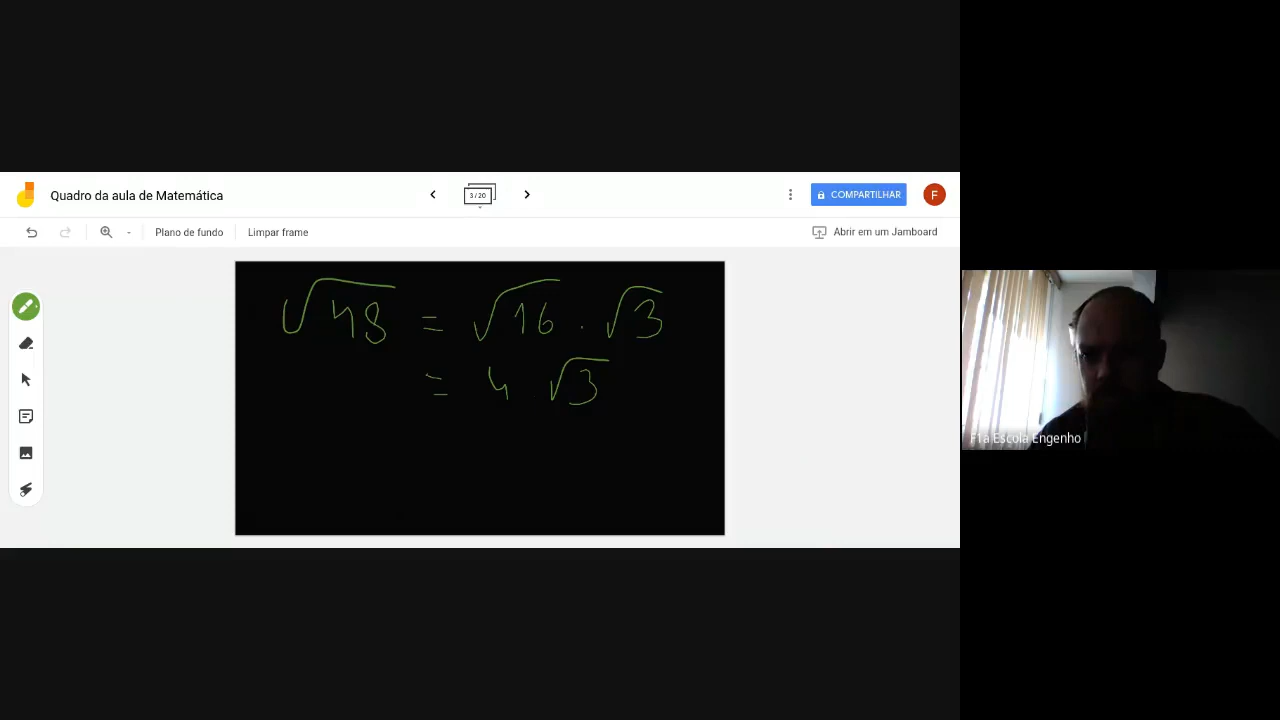 Quadro da aula de Matemática
3 / 20
COMPARTILHAR
F
Plano de fundo
Limpar frame
Abrir em um Jamboard
√48 = √16 . √3
= 4 √3
F1a Escola Engenho